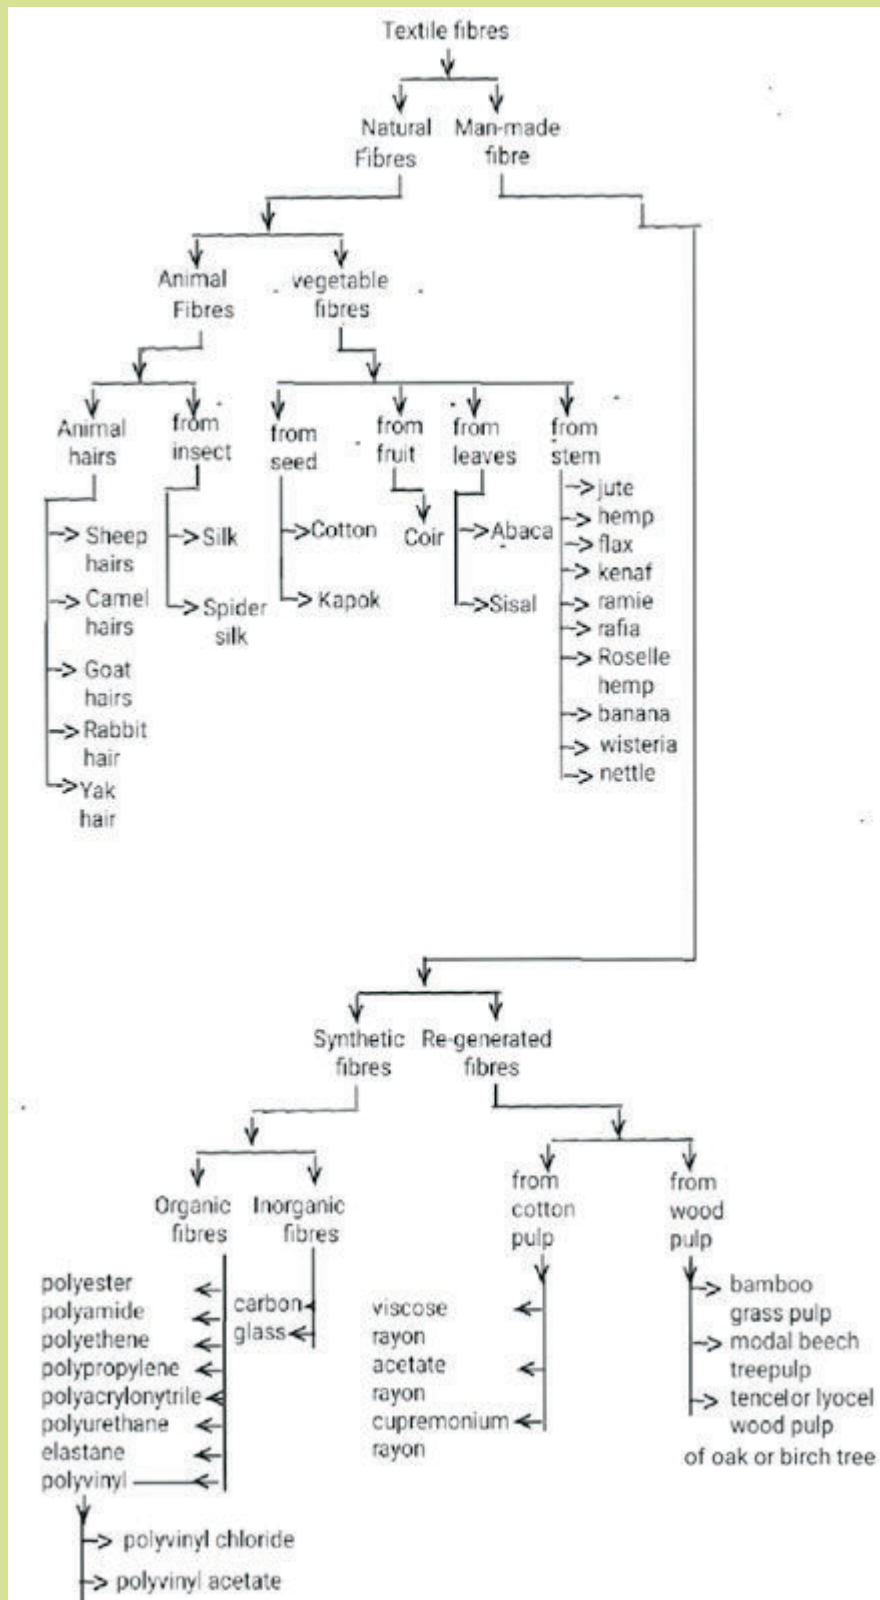 Textile fibres
Natural
Fibres
Man-made
fibre
Animal
Fibres
vegetable
fibres
Animal
hairs
from
insect
from
seed
from
fruit
from
leaves
from
stem
Sheep
hairs
Camel
hairs
Goat
hairs
Rabbit
hair
Yak
hair
Silk
Spider
silk
Cotton
Kapok
Coir
Abaca
Sisal
jute
hemp
flax
kenaf
ramie
rafia
Roselle
hemp
banana
wisteria
nettle
Synthetic
fibres
Re-generated
fibres
Organic
fibres
Inorganic
fibres
from
cotton
pulp
from
wood
pulp
polyester
polyamide
polyethene
polypropylene
polyacrylonytrile
polyurethane
elastane
polyvinyl
polyvinyl chloride
polyvinyl acetate
carbon
glass
viscose
rayon
acetate
rayon
cupremonium
rayon
bamboo
grass pulp
modal beech
treepulp
tencelor lyocel
wood pulp
of oak or birch tree